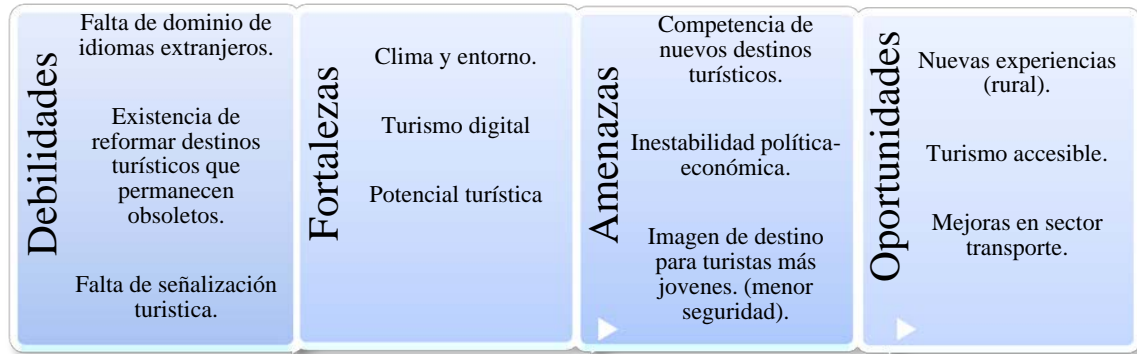 Debilidades
Falta de dominio de
idiomas extranjeros.
Existencia de
reformar destinos
turísticos que
permanecen
obsoletos.
Falta de señalización
turistica.
Fortalezas
Clima y entorno.
Turismo digital
Potencial turística
Amenazas
Competencia de
nuevos destinos
turísticos.
Inestabilidad política-
económica.
Imagen de destino
para turistas más
jovenes. (menor
seguridad).
Oportunidades
Nuevas experiencias
(rural).
Turismo accesible.
Mejoras en sector
transporte.